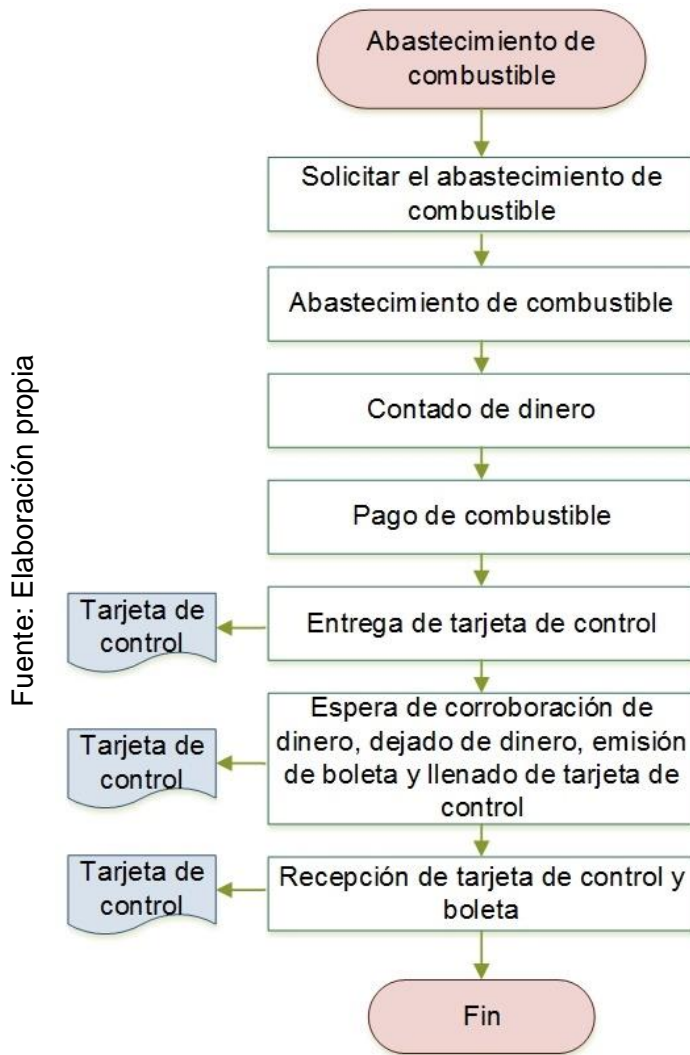 Abastecimiento de
combustible
Solicitar el abastecimiento de
combustible
Abastecimiento de combustible
Contado de dinero
Pago de combustible
Tarjeta de
control
Entrega de tarjeta de control
Tarjeta de
control
Espera de corroboración de
dinero, dejado de dinero, emisión
de boleta y llenado de tarjeta de
control
Tarjeta de
control
Recepción de tarjeta de control y
boleta
Fin
Fuente: Elaboración propia